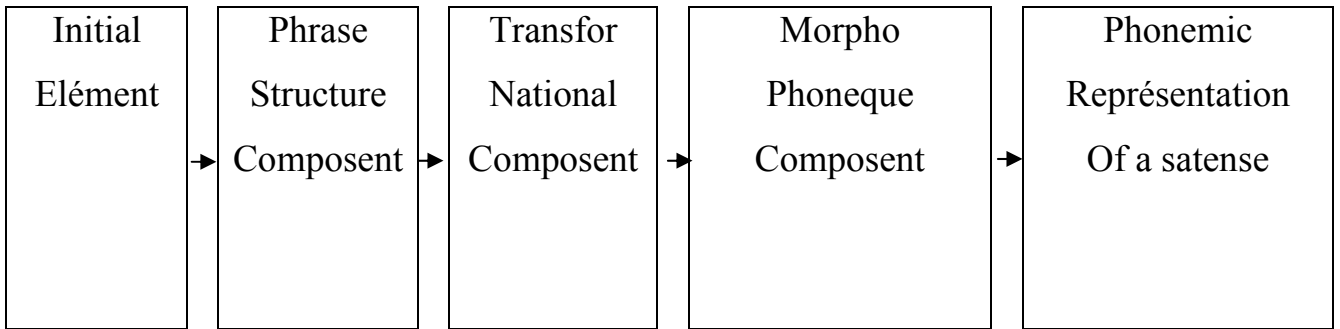 Initial
Elément
Phrase
Structure
Composent
Transfor
National
Composent
Morpho
Phoneque
Composent
Phonemic
Représentation
Of a satense